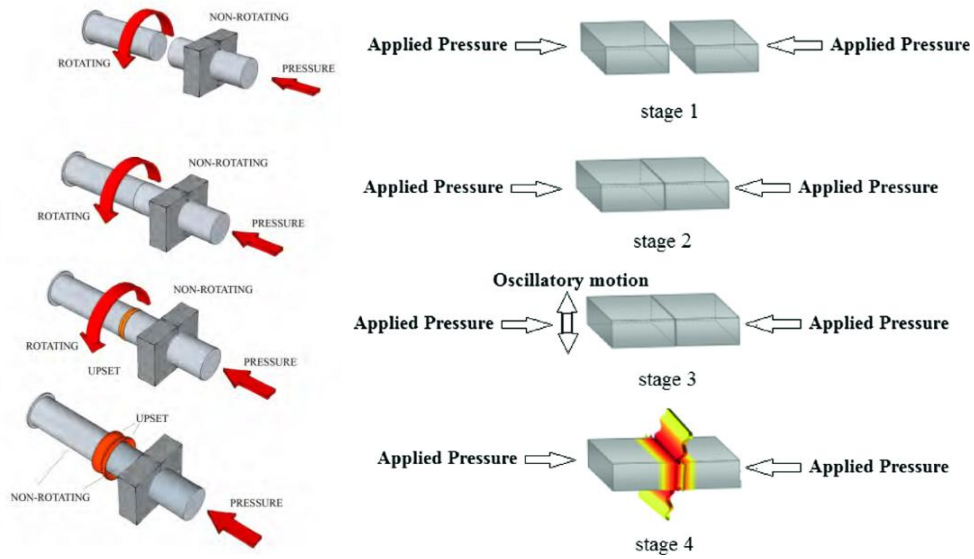 NON-ROTATING
ROTATING
PRESSURE
NON-ROTATING
ROTATING
PRESSURE
NON-ROTATING
ROTATING
UPSET
PRESSURE
UPSET
NON-ROTATING
PRESSURE
Applied Pressure
Applied Pressure
stage 1
Applied Pressure
Applied Pressure
stage 2
Oscillatory motion
Applied Pressure
Applied Pressure
stage 3
Applied Pressure
Applied Pressure
stage 4